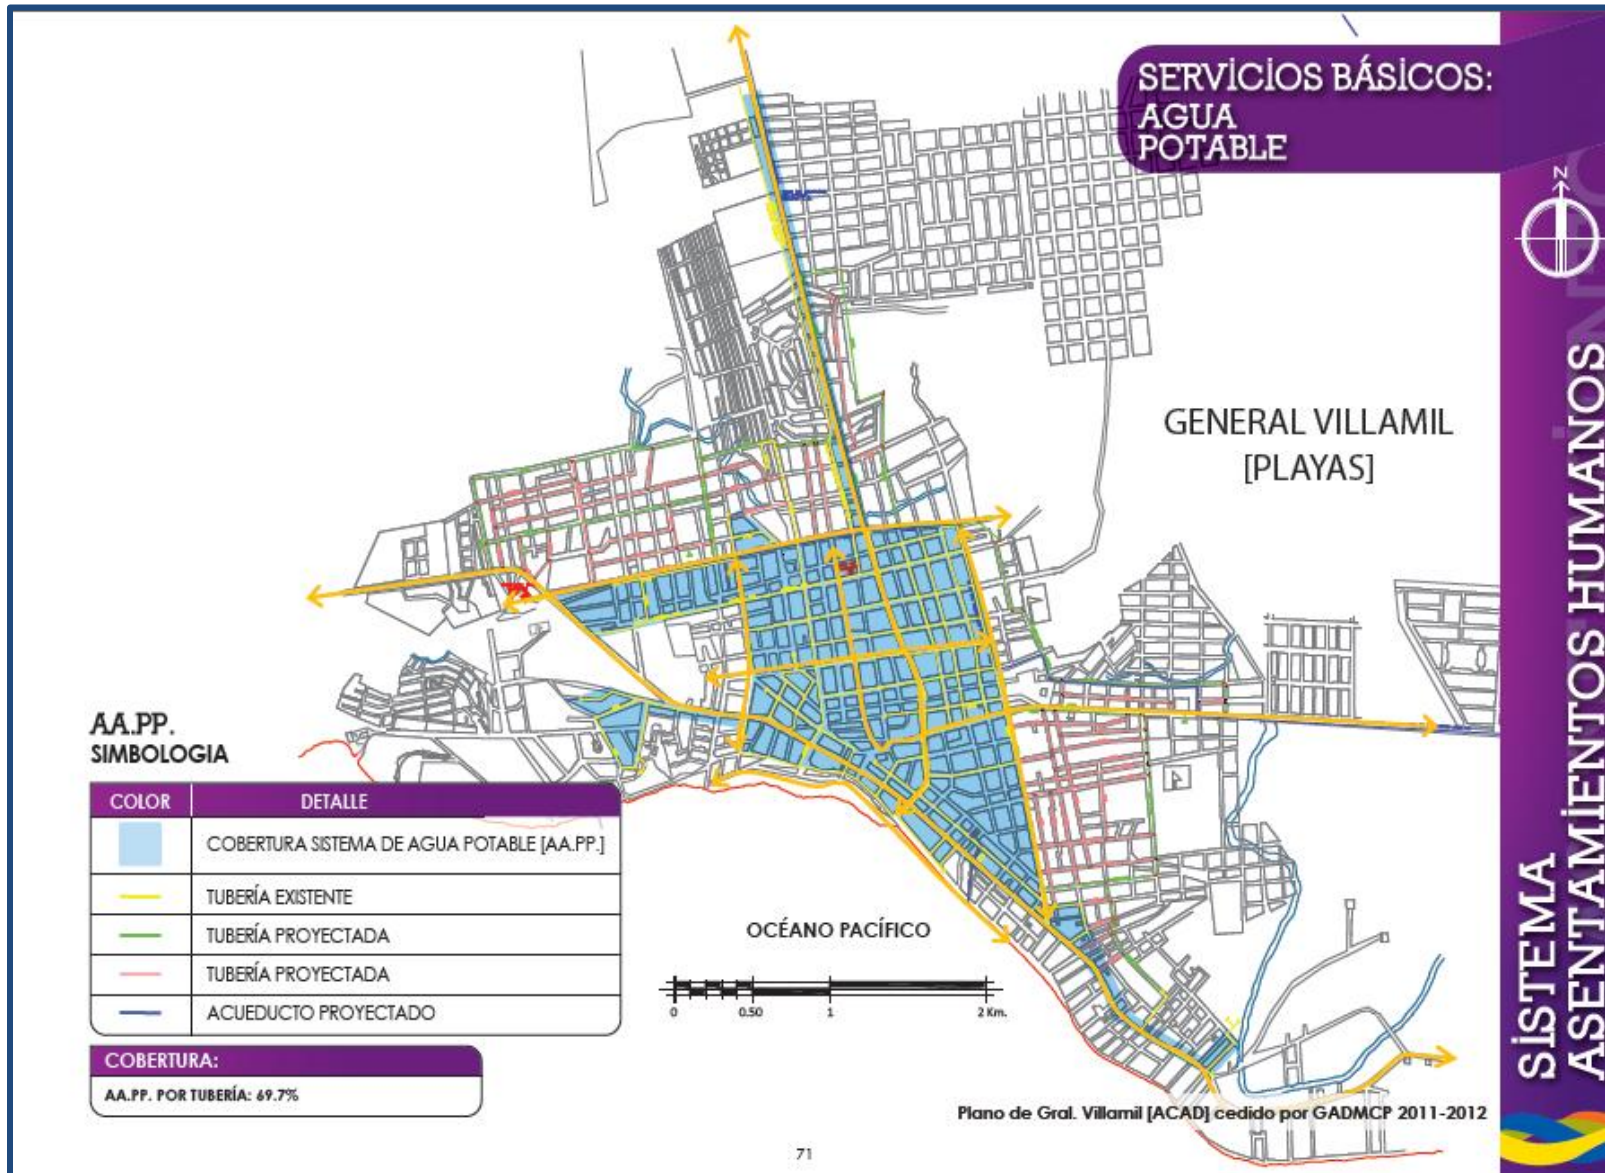 SERVICIOS BÁSICOS:
AGUA
POTABLE
N
GENERAL VILLAMIL
[PLAYAS]
SISTEMA
ASENTAMIENTOS HUMANOS
AA.PP.
SIMBOLOGIA
COLOR DETALLE
COBERTURA SISTEMA DE AGUA POTABLE [AA.PP.]
TUBERÍA EXISTENTE
TUBERÍA PROYECTADA
TUBERÍA PROYECTADA
ACUEDUCTO PROYECTADO
COBERTURA:
AA.PP. POR TUBERÍA: 69.7%
OCÉANO PACÍFICO
0 0.50 1 2 Km.
Plano de Gral. Villamil [ACAD] cedido por GADMCP 2011-2012
71